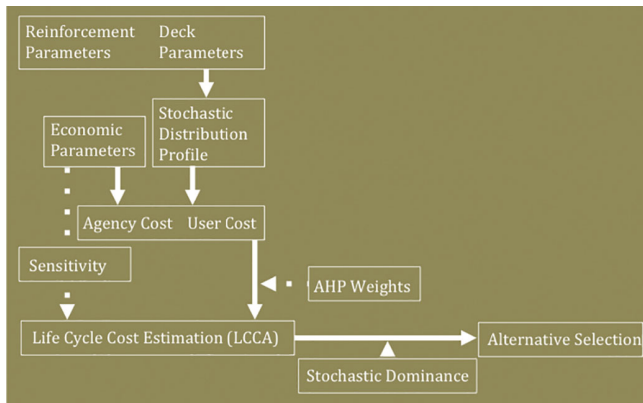 Reinforcement Parameters
Deck Parameters
Stochastic
Distribution
Profile
Economic
Parameters
Agency Cost User Cost
Sensitivity
AHP Weights
Life Cycle Cost Estimation (LCCA)
Alternative Selection
Stochastic Dominance